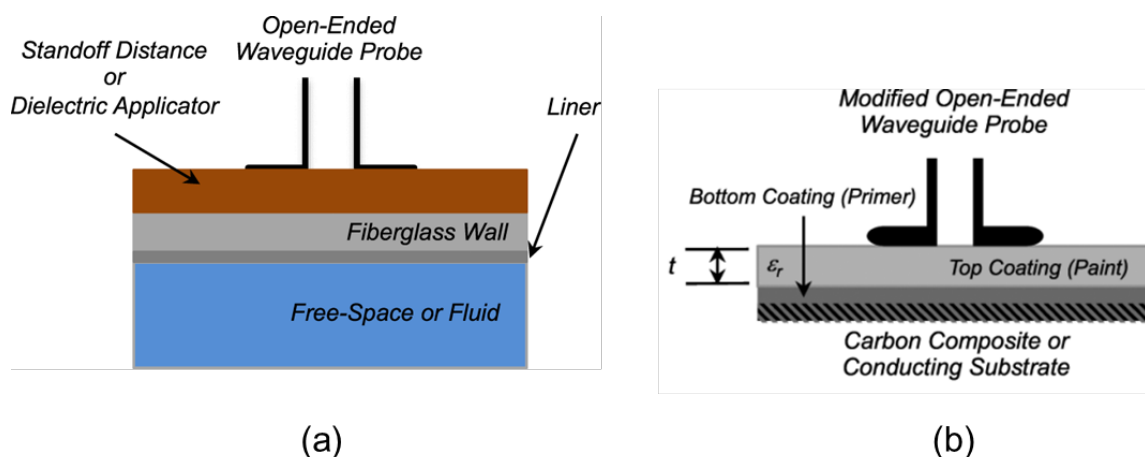 Open-Ended
Waveguide Probe
Standoff Distance
or
Dielectric Applicator
Liner
Fiberglass Wall
Free-Space or Fluid
(a)
Modified Open-Ended
Waveguide Probe
Bottom Coating (Primer)
t
εr
Top Coating (Paint)
Carbon Composite or
Conducting Substrate
(b)